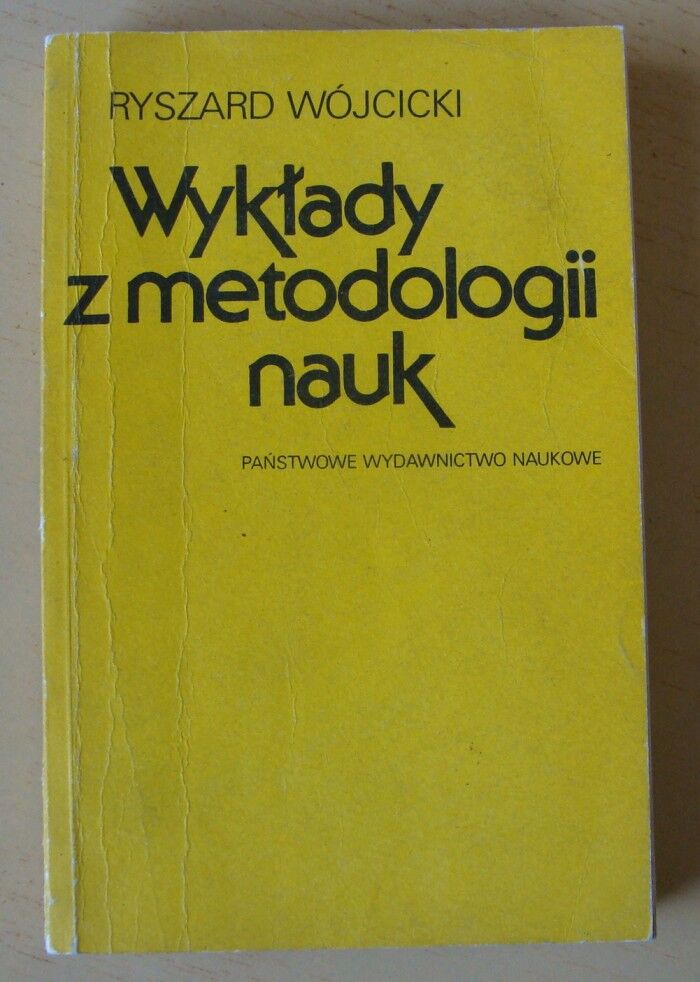 RYSZARD WÓJCICKI
Wykłady
z metodologii
nauk
PAŃSTWOWE WYDAWNICTWO NAUKOWE